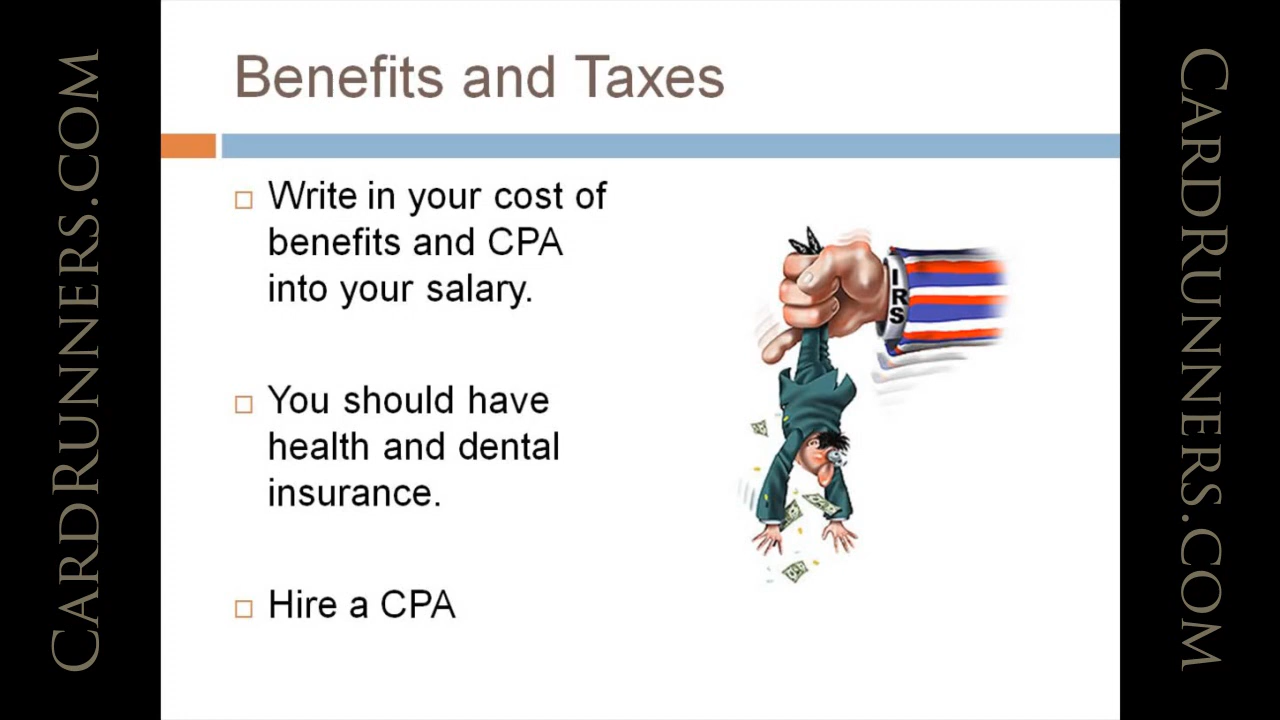 CARDRUNNERS.COM
Benefits and Taxes
Write in your cost of
benefits and CPA
into your salary.
You should have
health and dental
insurance.
Hire a CPA
IRS
CARDRUNNERS.COM